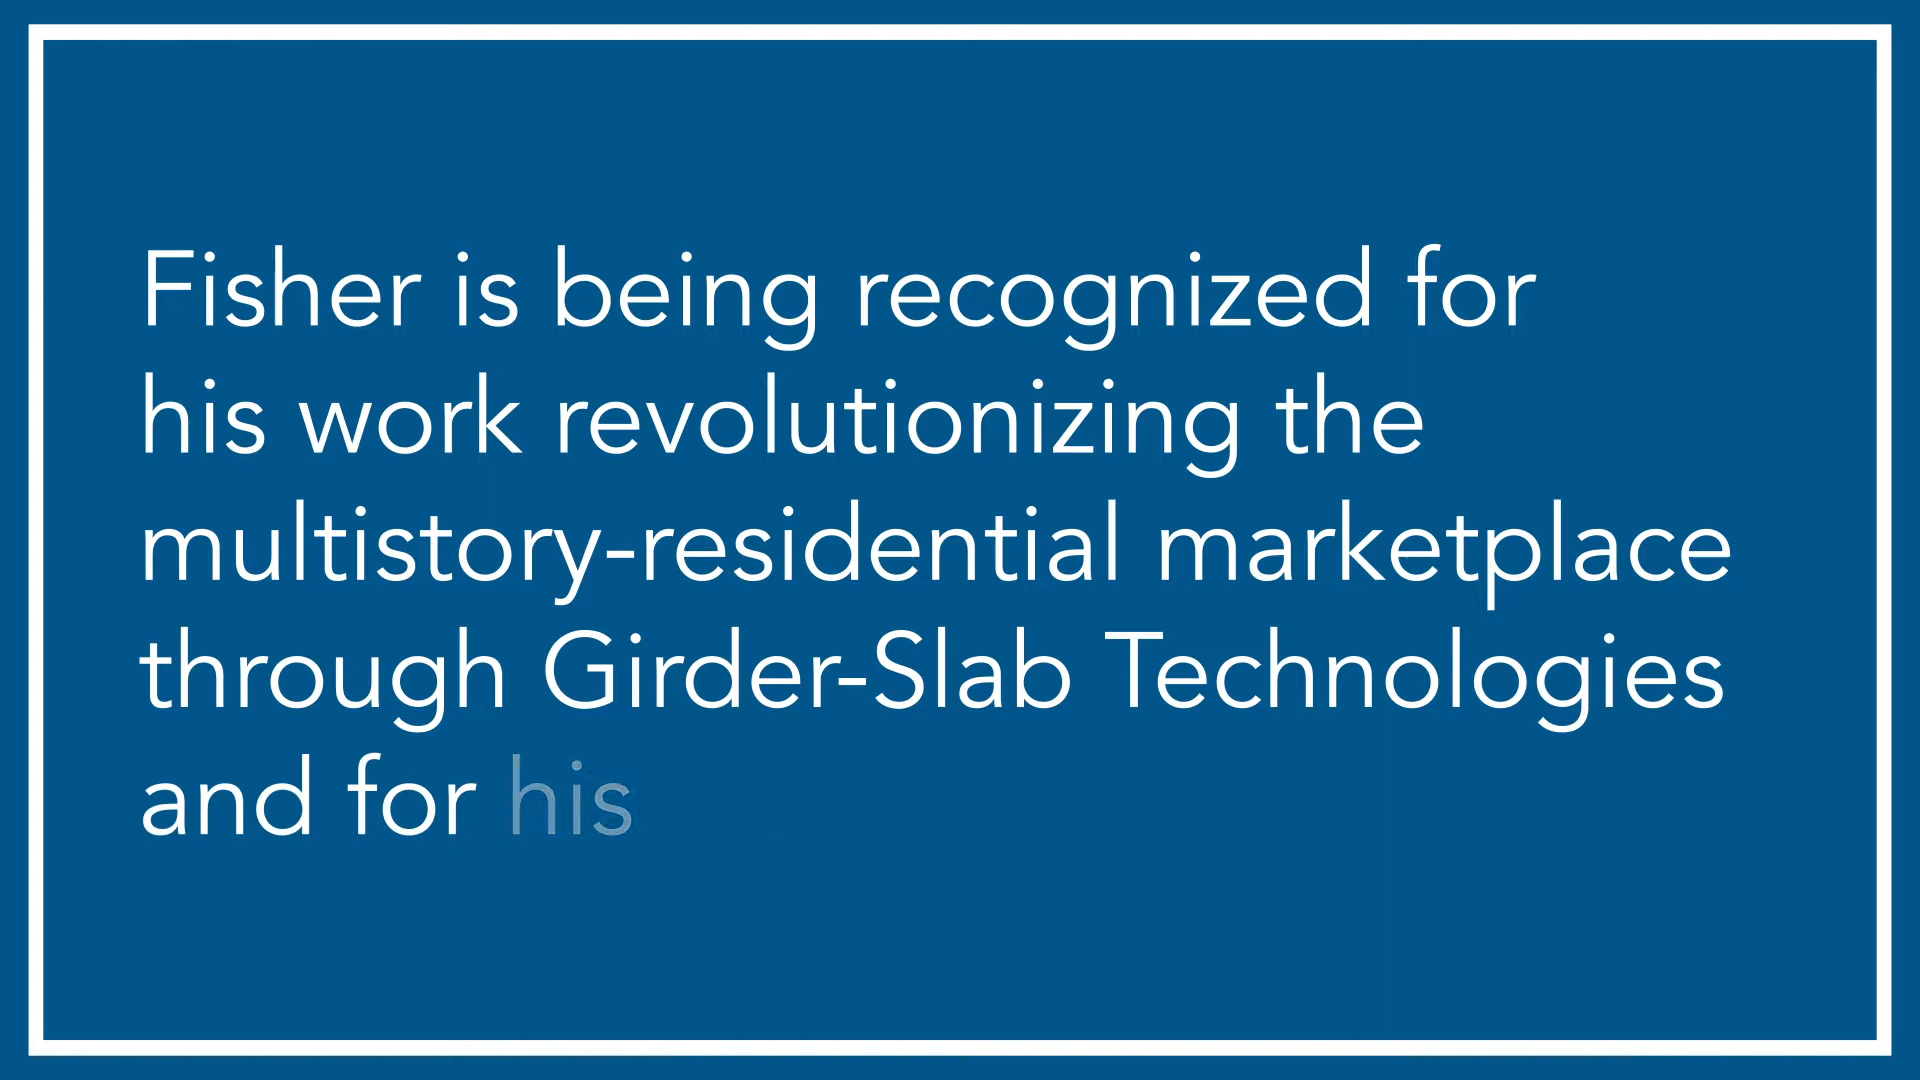 Fisher is being recognized for
his work revolutionizing the
multistory-residential marketplace
through Girder-Slab Technologies
and for his